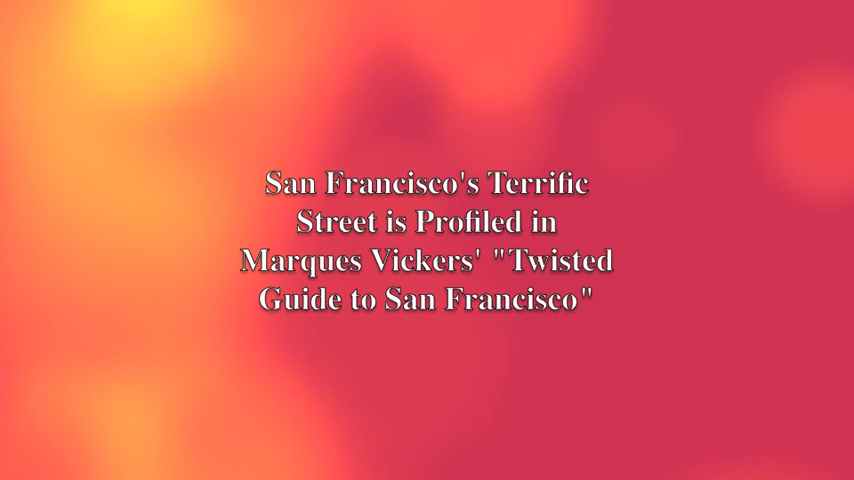 San Francisco's Terrific
Street is Profiled in
Marques Vickers' "Twisted
Guide to San Francisco"